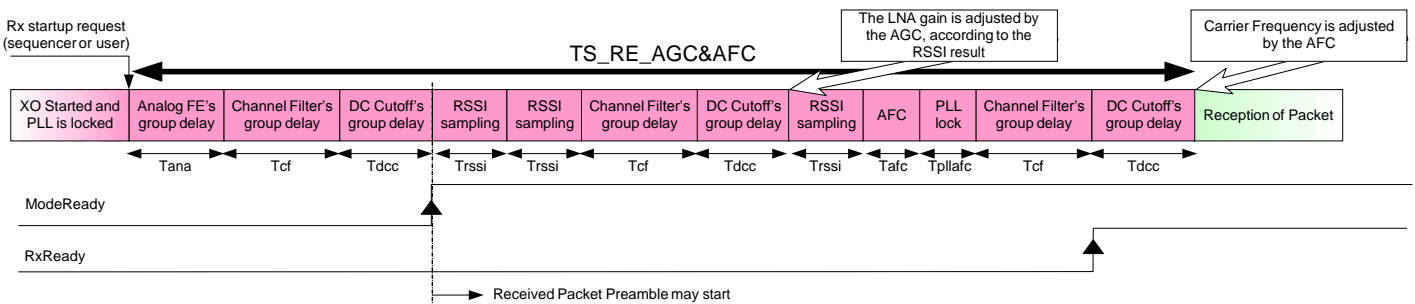 Rx startup request
(sequencer or user)
TS_RE_AGC&AFC
The LNA gain is adjusted by
the AGC, according to the
RSSI result
Carrier Frequency is adjusted
by the AFC
XO Started and
PLL is locked
Analog FE's
group delay
Channel Filter's
group delay
DC Cutoff's
group delay
RSSI
sampling
RSSI
sampling
Channel Filter's
group delay
DC Cutoff's
group delay
RSSI
sampling
AFC
PLL
lock
Channel Filter's
group delay
DC Cutoff's
group delay
Reception of Packet
Tana
Tcf
Tdcc
Trssi
Trssi
Tcf
Tdcc
Trssi
Tafc
Tpllafc
Tcf
Tdcc
ModeReady
RxReady
Received Packet Preamble may start